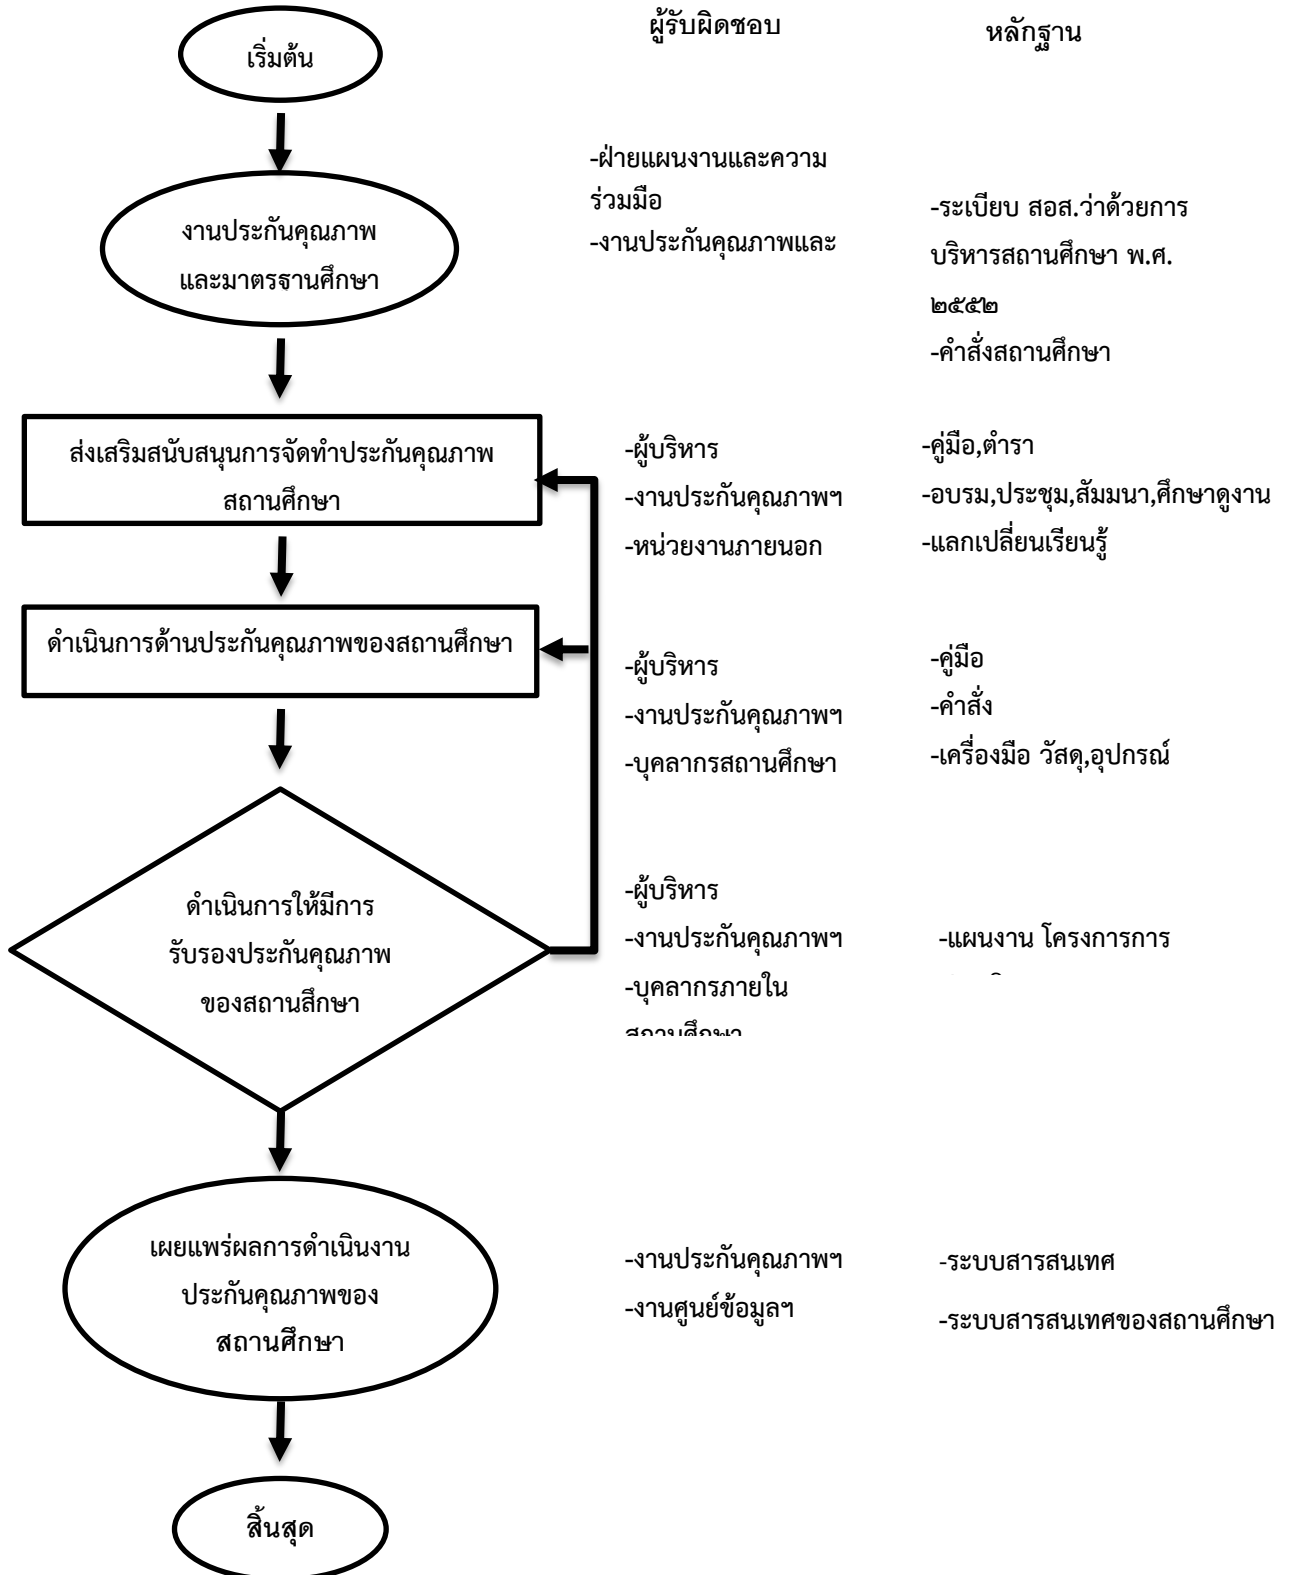 เริ่มต้น
ผู้รับผิดชอบ
หลักฐาน
งานประกันคุณภาพ
และมาตรฐานศึกษา
-ฝ่ายแผนงานและความ
ร่วมมือ
-งานประกันคุณภาพและ
-ระเบียบ สอส.ว่าด้วยการ
บริหารสถานศึกษา พ.ศ.
๒๕๕๒
-คำสั่งสถานศึกษา
ส่งเสริมสนับสนุนการจัดทำประกันคุณภาพ
สถานศึกษา
-ผู้บริหาร
-งานประกันคุณภาพฯ
-หน่วยงานภายนอก
-คู่มือ,ตำรา
-อบรม,ประชุม,สัมมนา,ศึกษาดูงาน
-แลกเปลี่ยนเรียนรู้
ดำเนินการด้านประกันคุณภาพของสถานศึกษา
-ผู้บริหาร
-งานประกันคุณภาพฯ
-บุคลากรสถานศึกษา
-คู่มือ
-คำสั่ง
-เครื่องมือ วัสดุ,อุปกรณ์
ดำเนินการให้มีการ
รับรองประกันคุณภาพ
ของสถานสึกษา
-ผู้บริหาร
-งานประกันคุณภาพฯ
-บุคลากรภายใน
สถานศึกษา
-แผนงาน โครงการการ
เผยแพร่ผลการดำเนินงาน
ประกันคุณภาพของ
สถานศึกษา
-งานประกันคุณภาพฯ
-งานศูนย์ข้อมูลฯ
-ระบบสารสนเทศ
-ระบบสารสนเทศของสถานศึกษา
สิ้นสุด